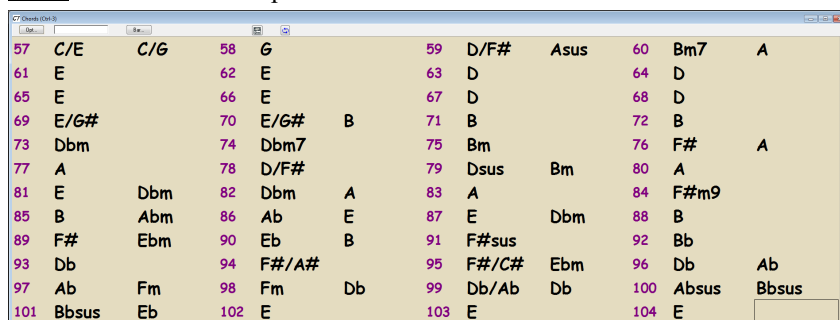 Chords (Ctrl-3)
Opt... Bar...
57 C/E C/G 58 G 59 D/F# Asus 60 Bm7 A
61 E 62 E 63 D 64 D
65 E 66 E 67 D 68 D
69 E/G# 70 E/G# B 71 B 72 B
73 Dbm 74 Dbm7 75 Bm 76 F# A
77 A 78 D/F# 79 Dsus Bm 80 A
81 E Dbm 82 Dbm A 83 A 84 F#m9
85 B Abm 86 Ab E 87 E Dbm 88 B
89 F# Ebm 90 Eb B 91 F#sus 92 Bb
93 Db 94 F#/A# 95 F#/C# Ebm 96 Db Ab
97 Ab Fm 98 Fm Db 99 Db/Ab Db 100 Absus Bbsus
101 Bbsus Eb 102 E 103 E 104 E